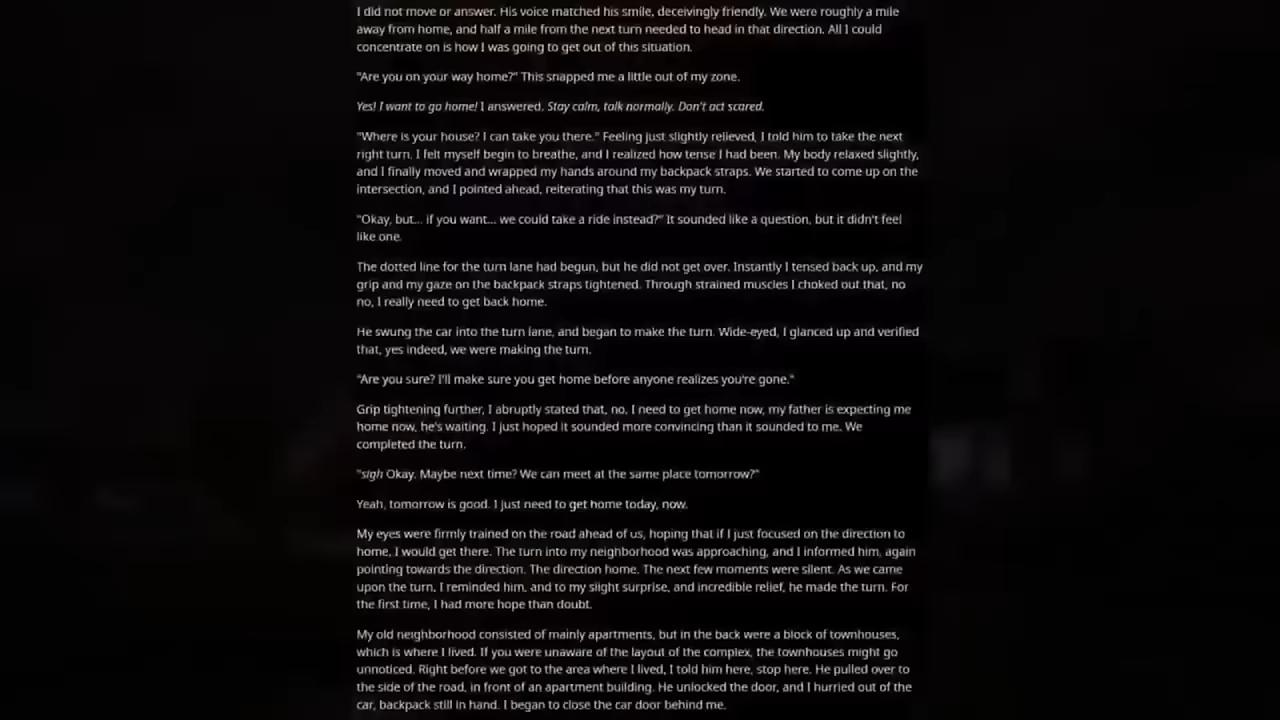 I did not move or answer. His voice matched his smile, deceivingly friendly. We were roughly a mile
away from home, and half a mile from the next turn needed to head in that direction. All I could
concentrate on is how I was going to get out of this situation.
"Are you on your way home?" This snapped me a little out of my zone.
Yes! I want to go home! I answered. Stay calm, talk normally. Don't act scared.
"Where is your house? I can take you there." Feeling just slightly relieved, I told him to take the next
right turn. I felt myself begin to breathe, and I realized how tense I had been. My body relaxed slightly,
and I finally moved and wrapped my hands around my backpack straps. We started to come up on the
intersection, and I pointed ahead, reiterating that this was my turn.
"Okay, but... if you want... we could take a ride instead?" It sounded like a question, but it didn't feel
like one.
The dotted line for the turn lane had begun, but he did not get over. Instantly I tensed back up, and my
grip and my gaze on the backpack straps tightened. Through strained muscles I choked out that, no
no, I really need to get back home.
He swung the car into the turn lane, and began to make the turn. Wide-eyed, I glanced up and verified
that, yes indeed, we were making the turn.
"Are you sure? I'll make sure you get home before anyone realizes you're gone."
Grip tightening further, I abruptly stated that, no, I need to get home now, my father is expecting me
home now, he's waiting. I just hoped it sounded more convincing than it sounded to me. We
completed the turn.
"sigh Okay. Maybe next time? We can meet at the same place tomorrow?"
Yeah, tomorrow is good. I just need to get home today, now.
My eyes were firmly trained on the road ahead of us, hoping that if I just focused on the direction to
home, I would get there. The turn into my neighborhood was approaching, and I informed him, again
pointing towards the direction. The direction home. The next few moments were silent. As we came
upon the turn, I reminded him, and to my slight surprise, and incredible relief, he made the turn. For
the first time, I had more hope than doubt.
My old neighborhood consisted of mainly apartments, but in the back were a block of townhouses,
which is where I lived. If you were unaware of the layout of the complex, the townhouses might go
unnoticed. Right before we got to the area where I lived, I told him here, stop here. He pulled over to
the side of the road, in front of an apartment building. He unlocked the door, and I hurried out of the
car, backpack still in hand. I began to close the car door behind me.